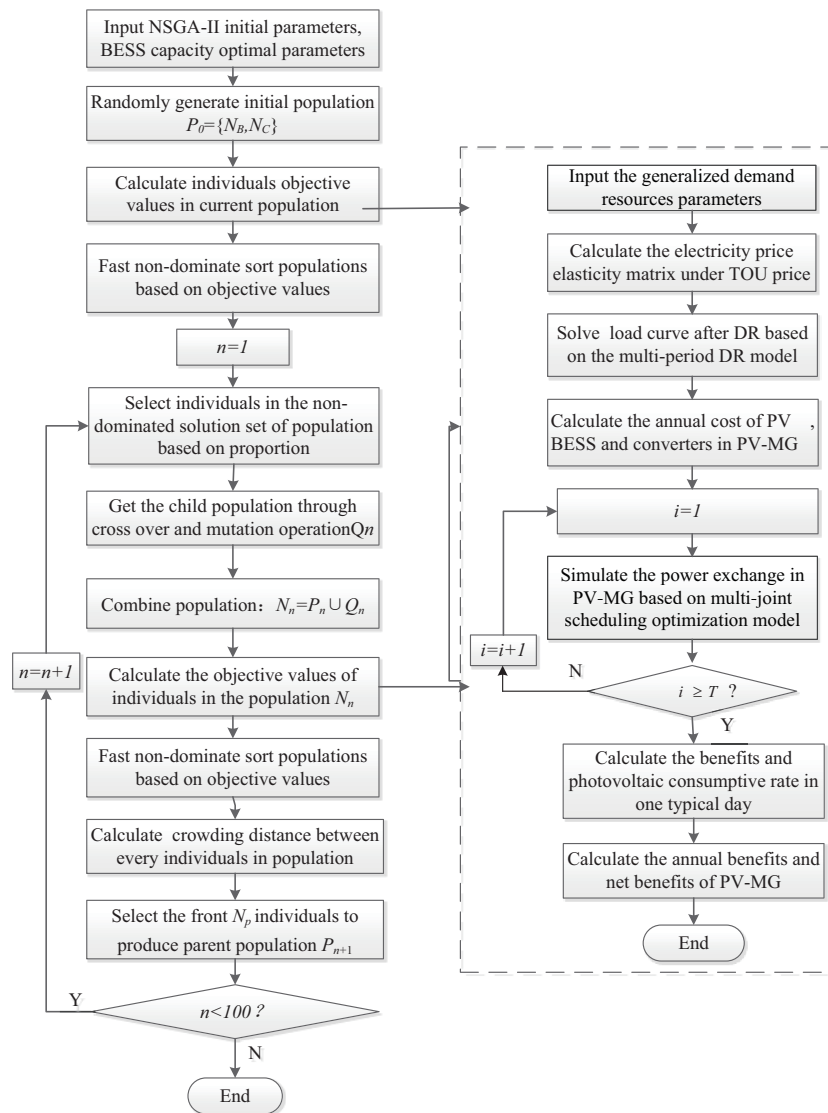 Input NSGA-II initial parameters,
BESS capacity optimal parameters
Randomly generate initial population
P0={NB,NC}
Calculate individuals objective
values in current population
Fast non-dominate sort populations
based on objective values
n=1
Select individuals in the non-
dominated solution set of population
based on proportion
Get the child population through
cross over and mutation operationQn
Combine population：Nn=Pn∪Qn
n=n+1
Calculate the objective values of
individuals in the population Nn
Fast non-dominate sort populations
based on objective values
Calculate crowding distance between
every individuals in population
Select the front Np individuals to
produce parent population Pn+1
Y
n<100？
N
End
Input the generalized demand
resources parameters
Calculate the electricity price
elasticity matrix under TOU price
Solve load curve after DR based
on the multi-period DR model
Calculate the annual cost of PV ,
BESS and converters in PV-MG
i=1
Simulate the power exchange in
PV-MG based on multi-joint
scheduling optimization model
i=i+1
N
i ≥ T ？
Y
Calculate the benefits and
photovoltaic consumptive rate in
one typical day
Calculate the annual benefits and
net benefits of PV-MG
End